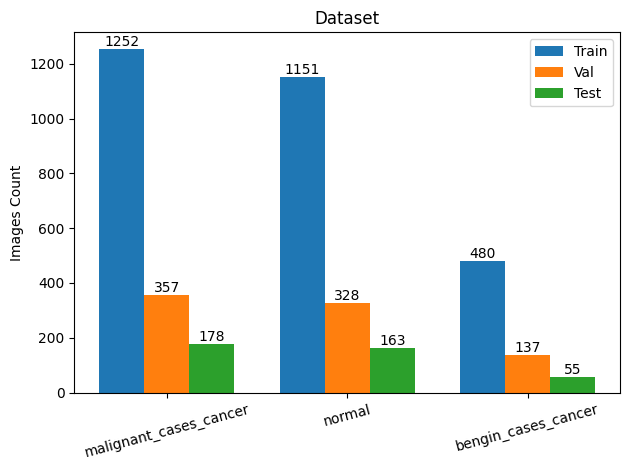 Dataset
Images Count
1200
1000
800
600
400
200
0
Train
Val
Test
1252
357
178
1151
328
163
480
137
55
malignant_cases_cancer
normal
bengin_cases_cancer